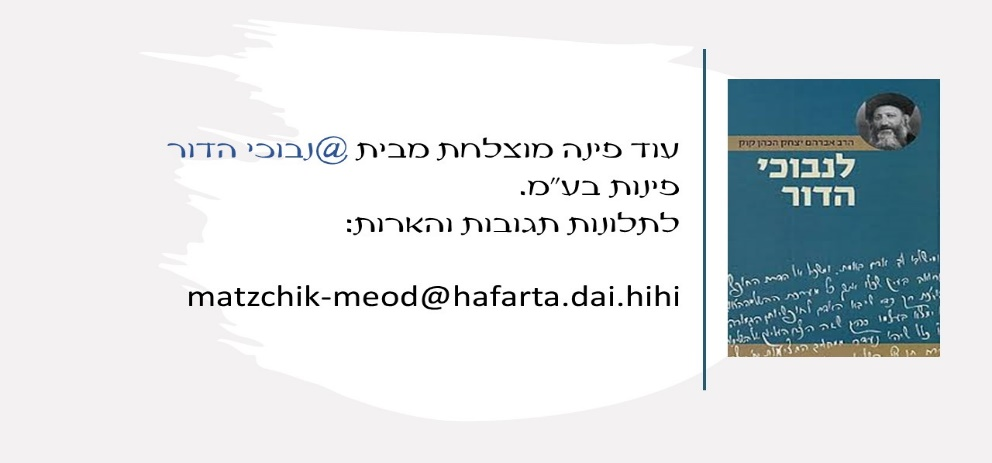 עוד פינה מוצלחת מבית @נבוכי הדור
פינות בע"מ.
לתלונות תגובות והארות:
matzchik-meod@hafarta.dai.hihi
הרב אברהם יצחק הכהן קוק
לנבוכי
הדור